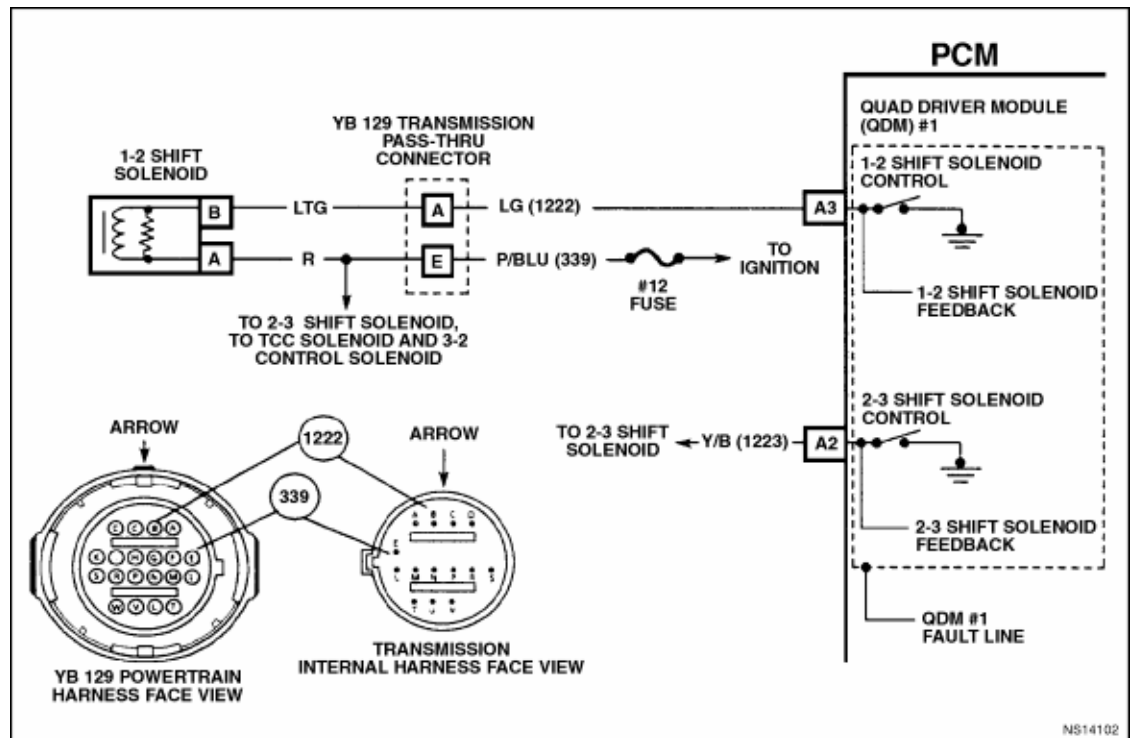 PCM
QUAD DRIVER MODULE
(QDM) #1
YB 129 TRANSMISSION
PASS-THRU
CONNECTOR
1-2 SHIFT
SOLENOID
1-2 SHIFT SOLENOID
CONTROL
B
LTG
A
LG (1222)
A3
A
R
E
P/BLU (339)
TO
IGNITION
#12
FUSE
1-2 SHIFT SOLENOID
FEEDBACK
TO 2-3 SHIFT SOLENOID,
TO TCC SOLENOID AND 3-2
CONTROL SOLENOID
2-3 SHIFT SOLENOID
CONTROL
ARROW
1222
ARROW
TO 2-3 SHIFT
SOLENOID
Y/B (1223)
A2
339
A B C D
E
L M N P R S
T U V
W V L T
2-3 SHIFT SOLENOID
FEEDBACK
QDM #1
FAULT LINE
TRANSMISSION
INTERNAL HARNESS FACE VIEW
YB 129 POWERTRAIN
HARNESS FACE VIEW
NS14102